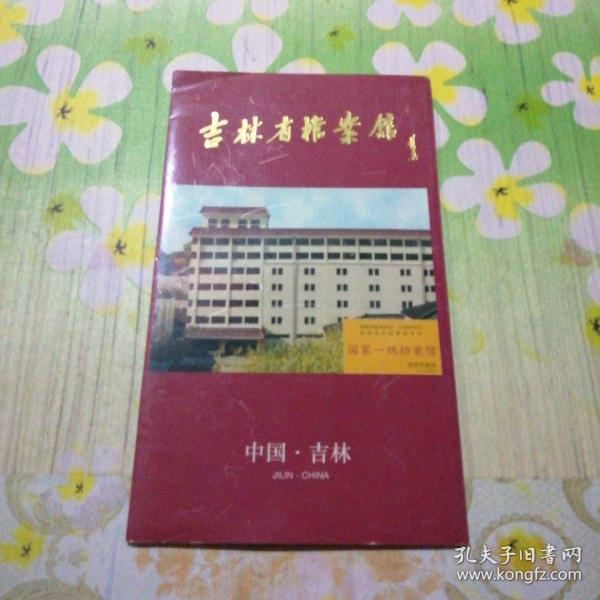 吉林省档案馆
国家一级档案馆
中国·吉林
JILIN · CHINA
孔夫子旧书网
www.kongfz.com